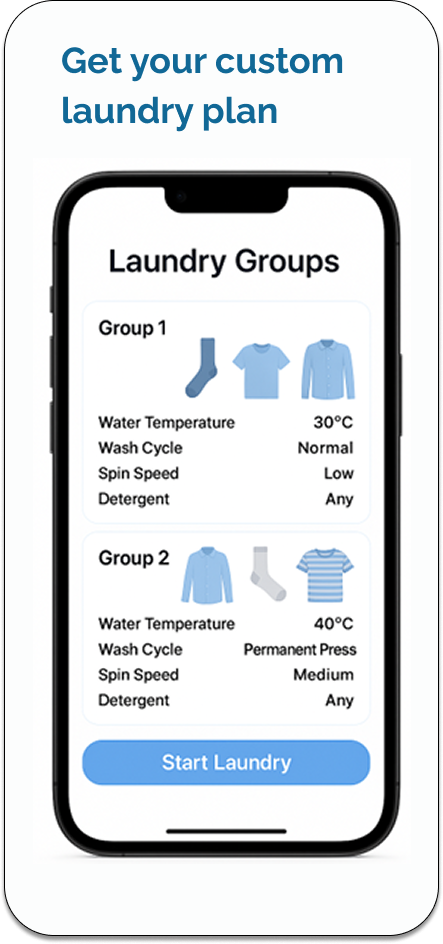 Get your custom
laundry plan
Laundry Groups
Group 1
Water Temperature 30°C
Wash Cycle Normal
Spin Speed Low
Detergent Any
Group 2
Water Temperature 40°C
Wash Cycle Permanent Press
Spin Speed Medium
Detergent Any
Start Laundry